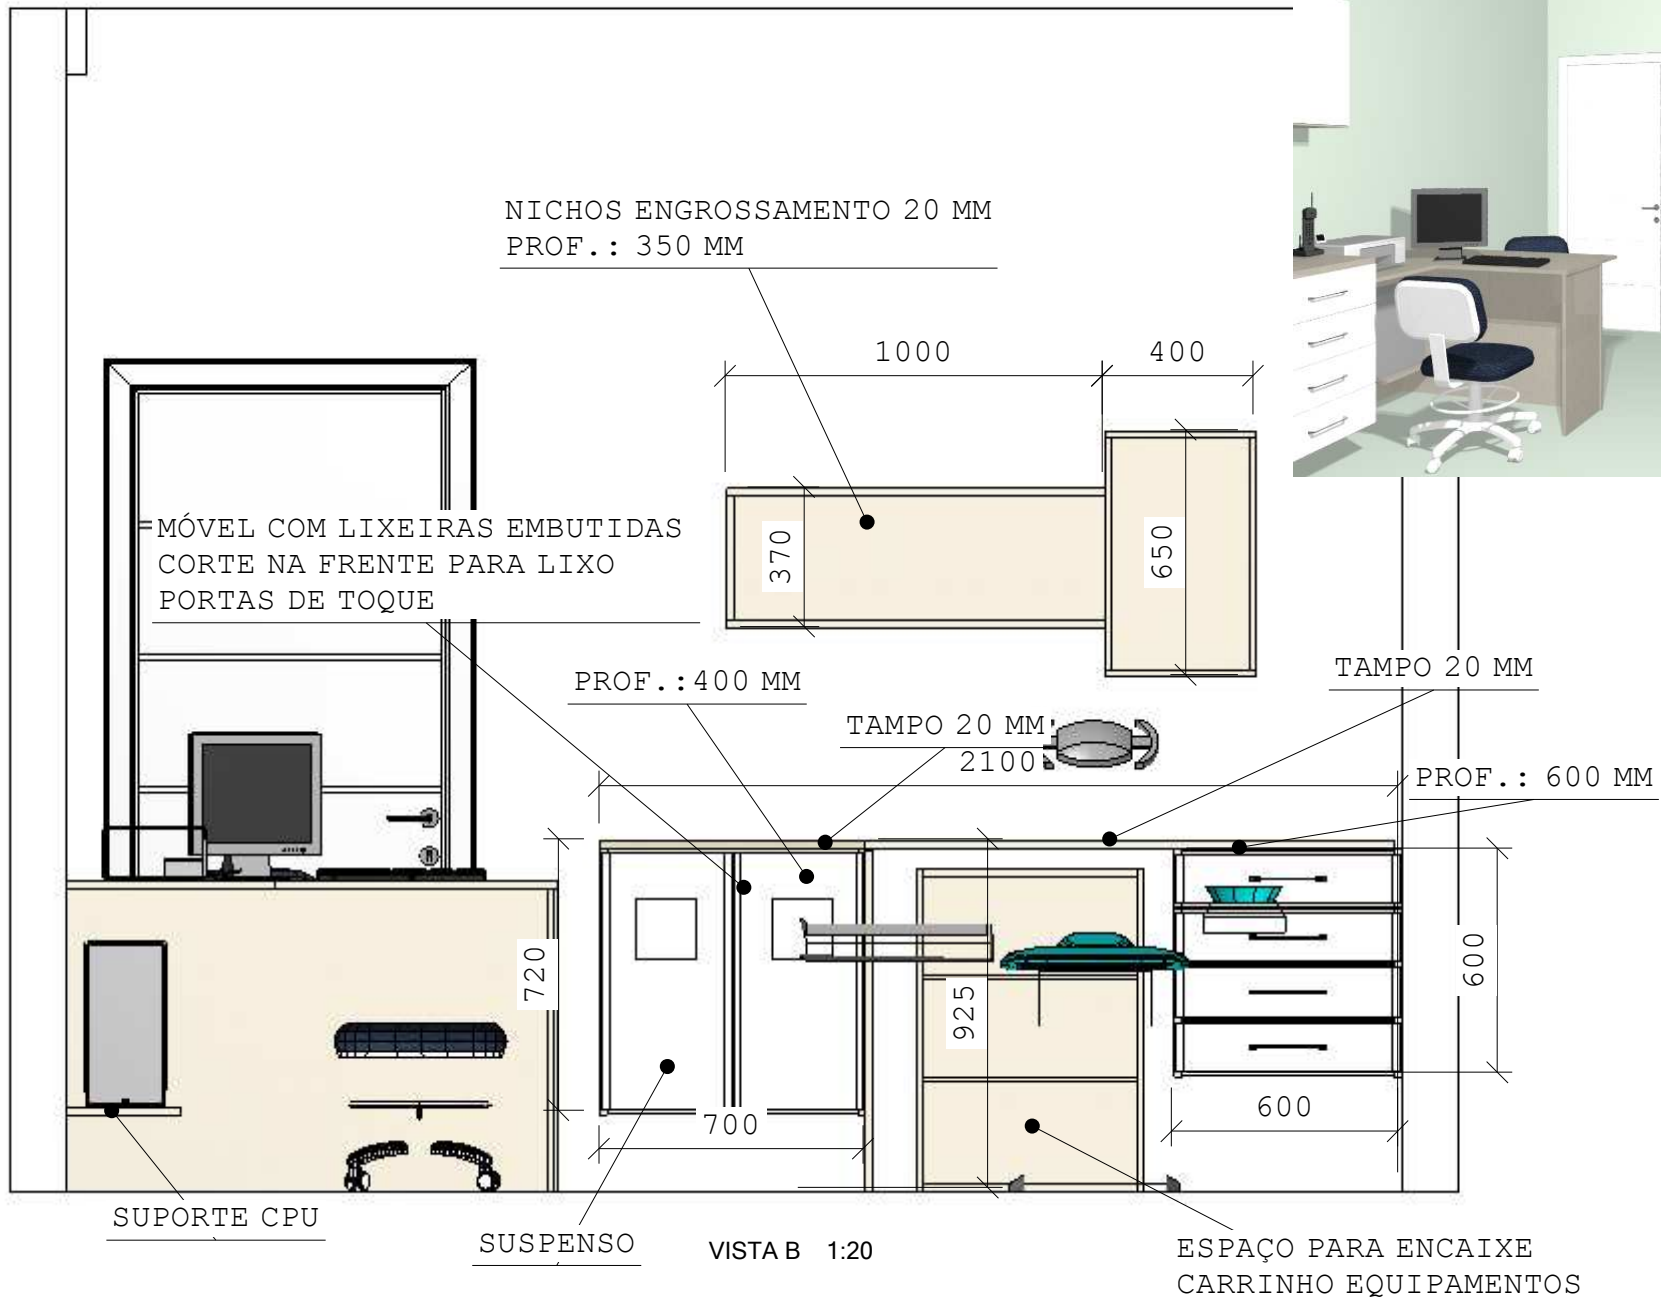 NICHOS ENGROSSAMENTO 20 MM
PROF.: 350 MM
1000
400
370
650
MÓVEL COM LIXEIRAS EMBUTIDAS
CORTE NA FRENTE PARA LIXO
PORTAS DE TOQUE
PROF.:400 MM
TAMPO 20 MM
TAMPO 20 MM
2100
PROF.: 600 MM
720
925
600
700
600
SUPORTE CPU
SUSPENSO
VISTA B 1:20
ESPAÇO PARA ENCAIXE
CARRINHO EQUIPAMENTOS